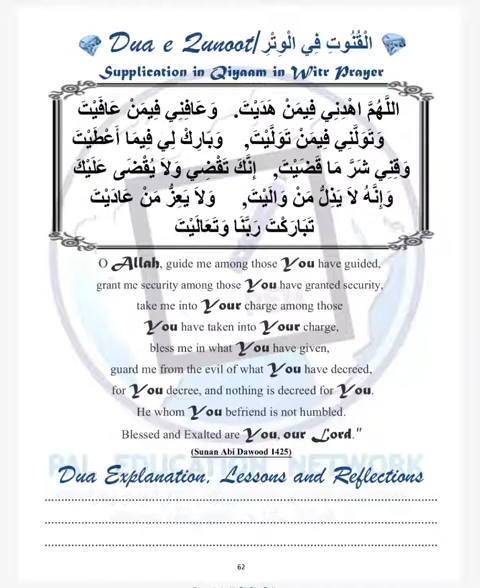 Dua e Qunoot/الْقُنُوتِ فِي الْوِتْرِ
Supplication in Qiyaam in Witr Prayer
اللَّهُمَّ اهْدِنِي فِيمَنْ هَدَيْتَ. وَعَافِنِي فِيمَنْ عَافَيْتَ
وَتَوَلَّنِي فِيمَنْ تَوَلَّيْتَ, وَبَارِكْ لِي فِيمَا أَعْطَيْتَ
وَقِنِي شَرَّ مَا قَضَيْتَ, إِنَّكَ تَقْضِي وَلاَ يُقْضَى عَلَيْكَ
وَإِنَّهُ لاَ يَذِلُّ مَنْ وَالَيْتَ, وَلاَ يَعِزُّ مَنْ عَادَيْتَ
تَبَارَكْتَ رَبَّنَا وَتَعَالَيْتَ
O Allah, guide me among those You have guided,
grant me security among those You have granted security,
take me into Your charge among those
You have taken into Your charge,
bless me in what You have given,
guard me from the evil of what You have decreed,
for You decree, and nothing is decreed for You.
He whom You befriend is not humbled.
Blessed and Exalted are You, our Lord."
(Sunan Abi Dawood 1425)
PAL EDUCATION NETWORK
Dua Explanation, Lessons and Reflections
62